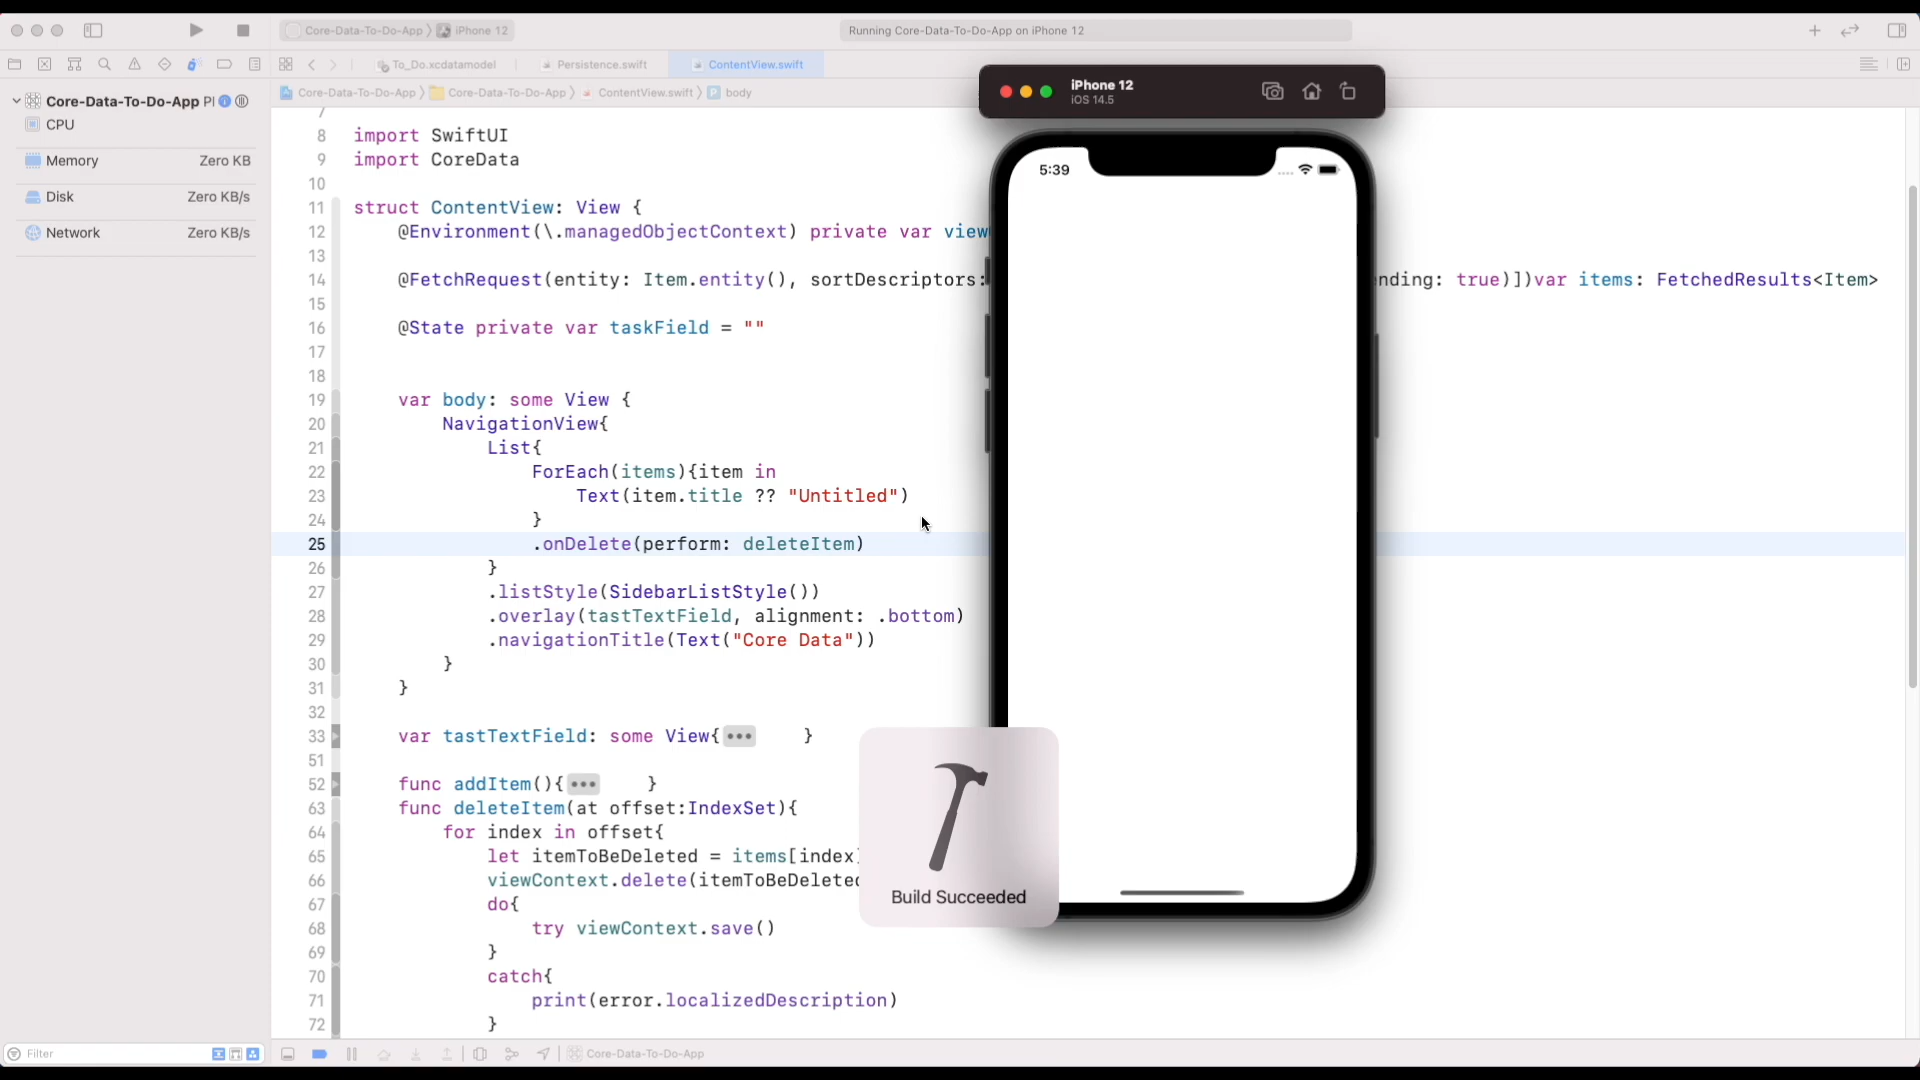 Core-Data-To-Do-App 〉 iPhone 12
Running Core-Data-To-Do-App on iPhone 12
To_Do.xcdatamodel
Persistence.swift
ContentView.swift
Core-Data-To-Do-App 〉 Core-Data-To-Do-App 〉 ContentView.swift 〉 body
Core-Data-To-Do-App PI
CPU
Memory Zero KB
Disk Zero KB/s
Network Zero KB/s
iPhone 12
iOS 14.5
5:39
7
8 import SwiftUI
9 import CoreData
10
11 struct ContentView: View {
12 @Environment(\.managedObjectContext) private var view
13
14 @FetchRequest(entity: Item.entity(), sortDescriptors: nding: true)])var items: FetchedResults<Item>
15
16 @State private var taskField = ""
17
18
19 var body: some View {
20 NavigationView{
21 List{
22 ForEach(items){item in
23 Text(item.title ?? "Untitled")
24 }
25 .onDelete(perform: deleteItem)
26 }
27 .listStyle(SidebarListStyle())
28 .overlay(tastTextField, alignment: .bottom)
29 .navigationTitle(Text("Core Data"))
30 }
31 }
32
33 var tastTextField: some View{••• }
51
52 func addItem(){••• }
63 func deleteItem(at offset:IndexSet){
64 for index in offset{
65 let itemToBeDeleted = items[index]
66 viewContext.delete(itemToBeDeleted
67 do{
68 try viewContext.save()
69 }
70 catch{
71 print(error.localizedDescription)
72 }
Build Succeeded
Filter
Core-Data-To-Do-App